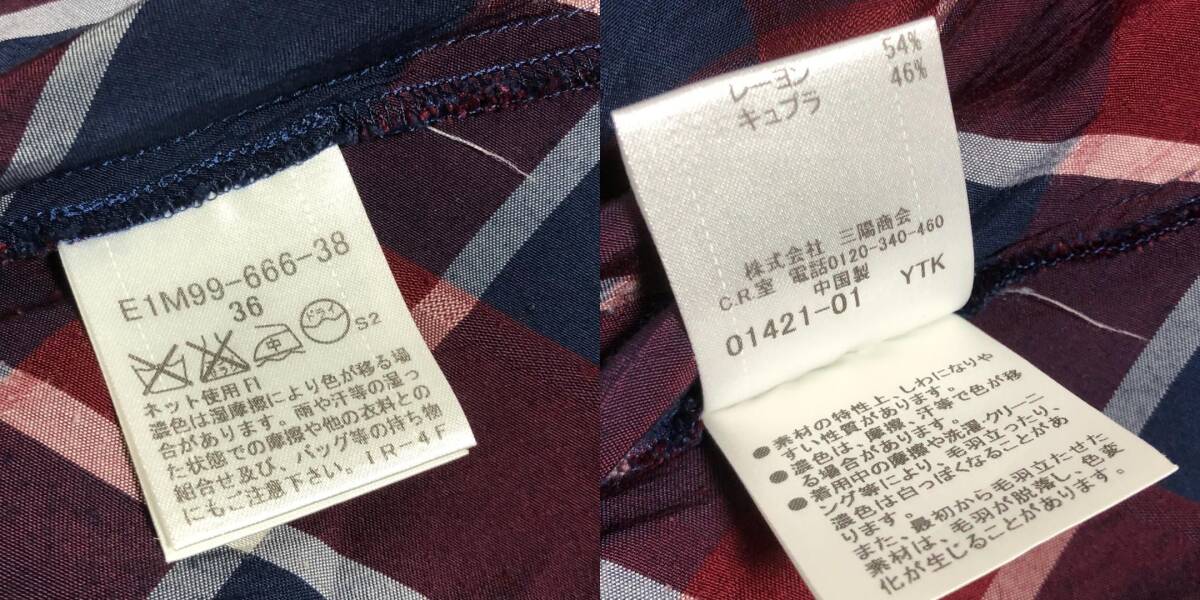 E1M99-666-38
36
エンソ
中
ドライ
S2
ネット使用 FI
濃色は湿摩擦により色が移る場
合があります。雨や汗等の湿っ
た状態での摩擦や他の衣料との
組合せ及び、バッグ等の持ち物
にもご注意下さい。IR-4F
レーヨン 54%
キュプラ 46%
株式会社 三陽商会
C.R.室 電話0120-340-460
中国製 YTK
01421-01
●素材の特性上、しわになりや
すい性質があります。
●濃色は、摩擦、汗等で色が移
る場合があります。
●着用中の摩擦や洗濯、クリーニ
ング等により、毛羽立ったり、
濃色は白っぽくなることがあ
ります。
また、最初から毛羽立たせた
素材は、毛羽が脱落し、色変
化が生じることがあります。